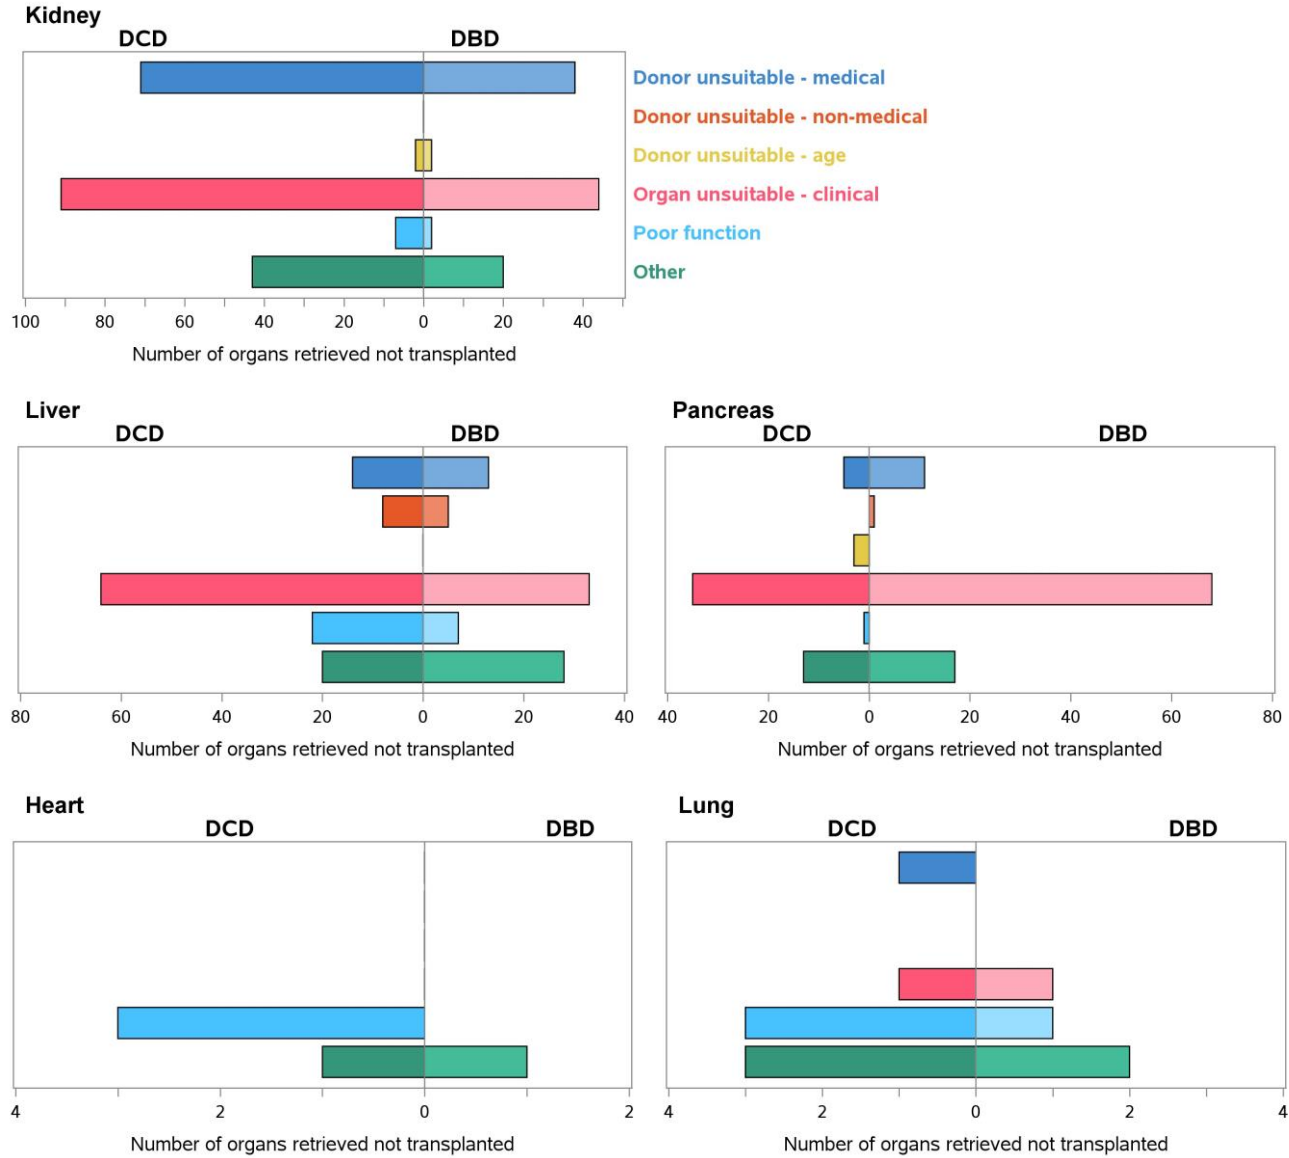 Kidney
DCD DBD
Donor unsuitable - medical
Donor unsuitable - non-medical
Donor unsuitable - age
Organ unsuitable - clinical
Poor function
Other
100 80 60 40 20 0 20 40
Number of organs retrieved not transplanted
Liver
DCD DBD
80 60 40 20 0 20 40
Number of organs retrieved not transplanted
Pancreas
DCD DBD
40 20 0 20 40 60 80
Number of organs retrieved not transplanted
Heart
DCD DBD
4 2 0 2
Number of organs retrieved not transplanted
Lung
DCD DBD
4 2 0 2 4
Number of organs retrieved not transplanted